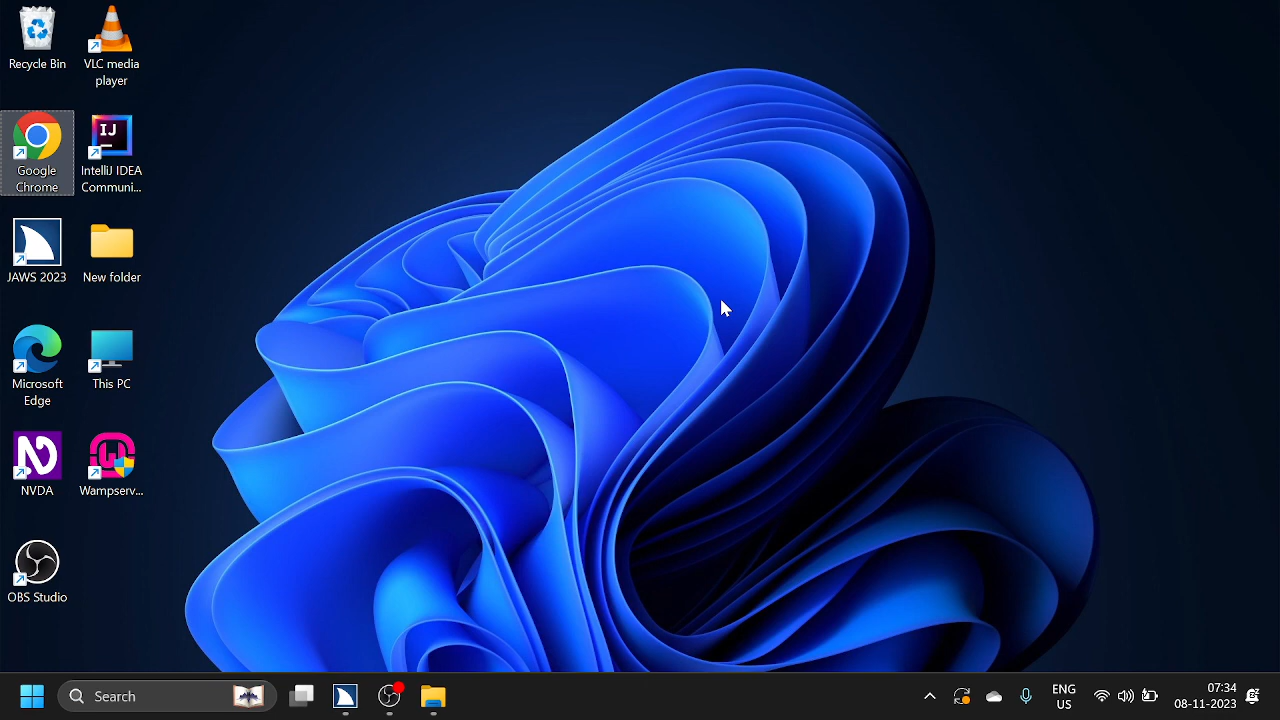 Recycle Bin
VLC media
player
Google
Chrome
IJ
IntelliJ IDEA
Communi...
JAWS 2023
New folder
Microsoft
Edge
This PC
NVDA
Wampserv...
OBS Studio
Search
ENG
US
07:34
08-11-2023